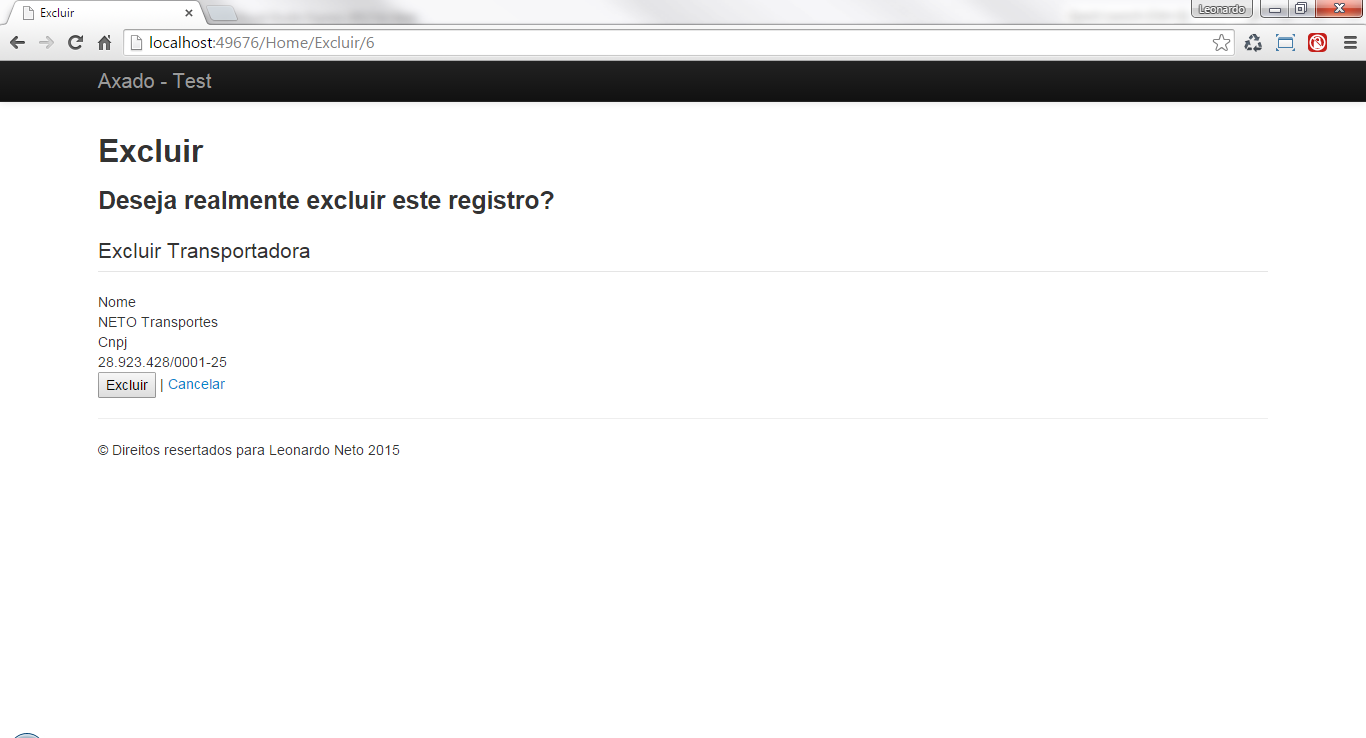 Excluir
Leonardo
localhost:49676/Home/Excluir/6
Axado - Test
Excluir
Deseja realmente excluir este registro?
Excluir Transportadora
Nome
NETO Transportes
Cnpj
28.923.428/0001-25
Excluir | Cancelar
© Direitos resertados para Leonardo Neto 2015